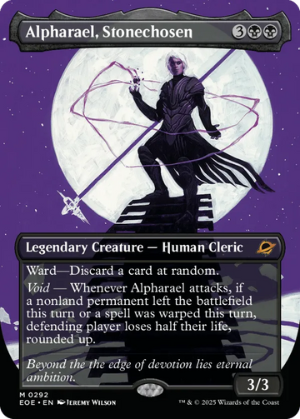 Alpharael, Stonechosen 3
Legendary Creature — Human Cleric
Ward—Discard a card at random.
Void — Whenever Alpharael attacks, if
a nonland permanent left the battlefield
this turn or a spell was warped this turn,
defending player loses half their life,
rounded up.
Beyond the the edge of devotion lies eternal
ambition.
M 0292
EOE • EN Jeremy Wilson
™ & © 2025 Wizards of the Coast
3/3